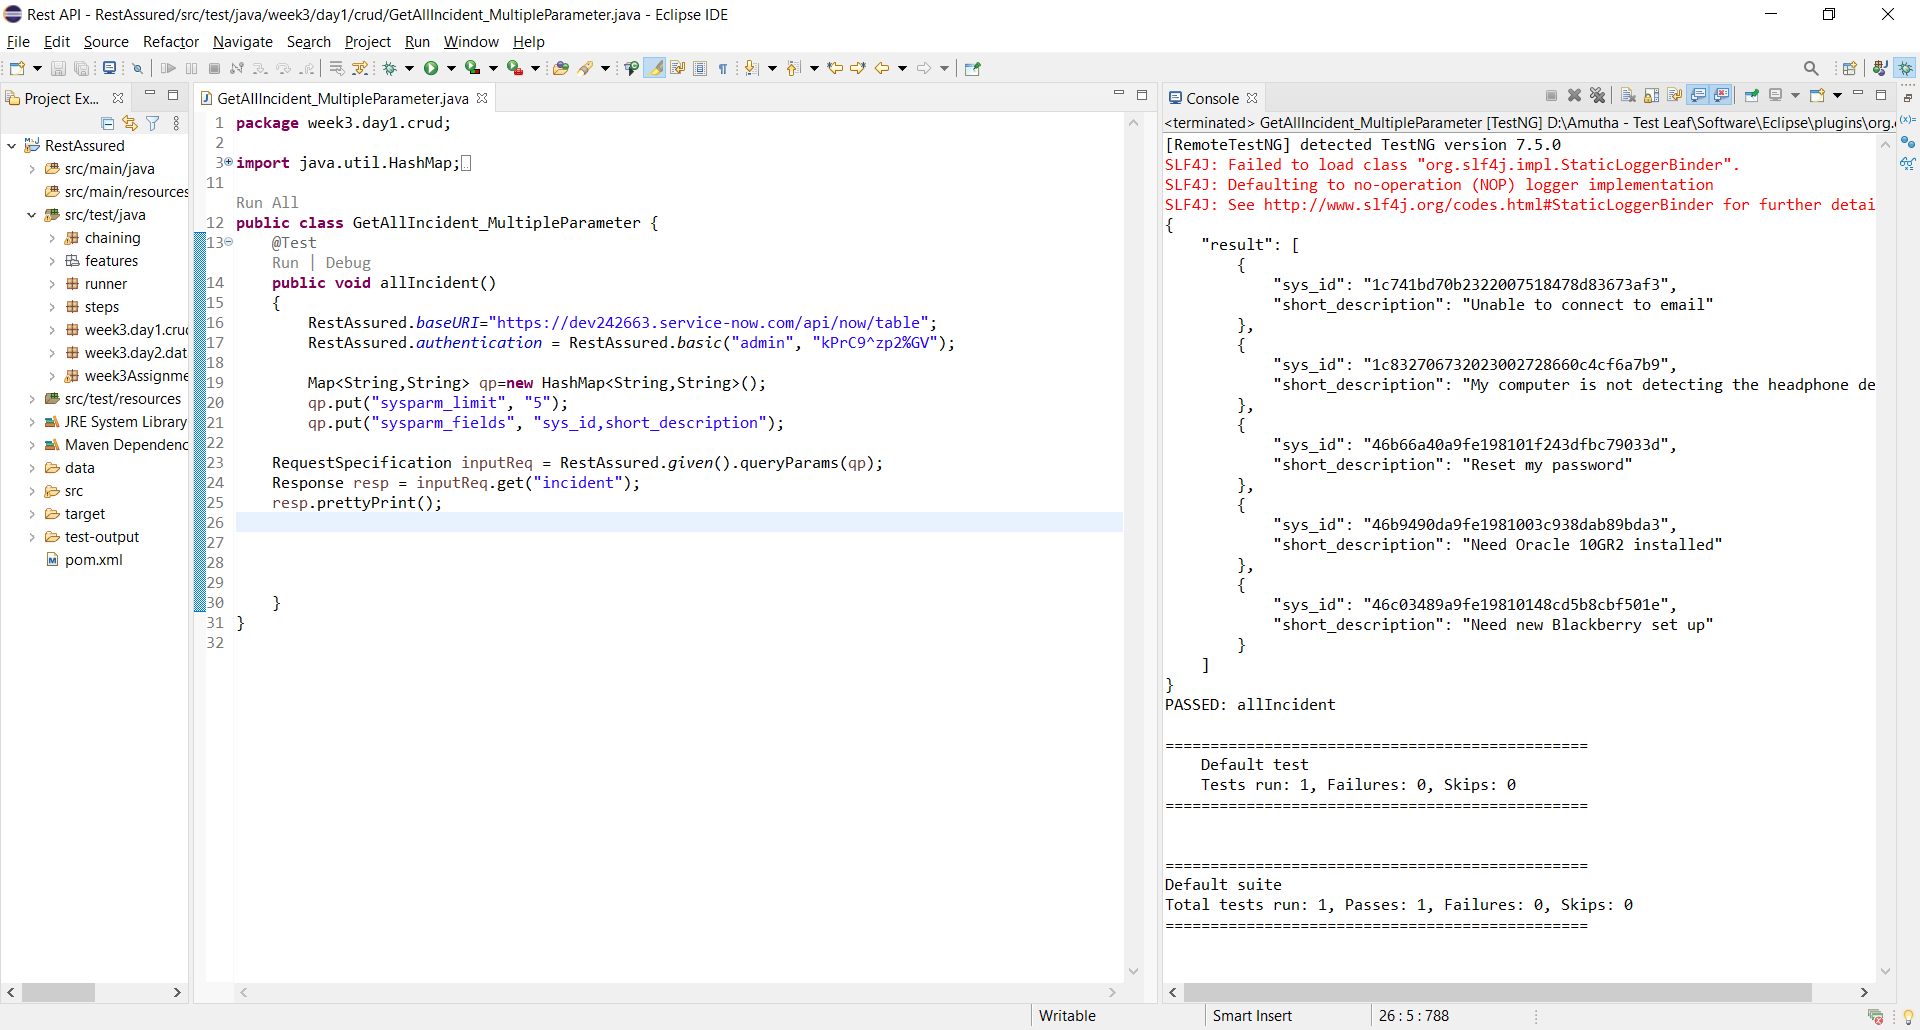 Rest API - RestAssured/src/test/java/week3/day1/crud/GetAllIncident_MultipleParameter.java - Eclipse IDE
File Edit Source Refactor Navigate Search Project Run Window Help
Project Ex...
RestAssured
src/main/java
src/main/resources
src/test/java
chaining
features
runner
steps
week3.day1.cru
week3.day2.dat
week3Assignme
src/test/resources
JRE System Library
Maven Dependenc
data
src
target
test-output
pom.xml
GetAllIncident_MultipleParameter.java
1 package week3.day1.crud;
2
3 import java.util.HashMap;
11
Run All
12 public class GetAllIncident_MultipleParameter {
13 @Test
Run | Debug
14 public void allIncident()
15 {
16 RestAssured.baseURI="https://dev242663.service-now.com/api/now/table";
17 RestAssured.authentication = RestAssured.basic("admin", "kPrC9^zp2%GV");
18
19 Map<String,String> qp=new HashMap<String,String>();
20 qp.put("sysparm_limit", "5");
21 qp.put("sysparm_fields", "sys_id,short_description");
22
23 RequestSpecification inputReq = RestAssured.given().queryParams(qp);
24 Response resp = inputReq.get("incident");
25 resp.prettyPrint();
26
27
28
29
30 }
31 }
32
Console
<terminated> GetAllIncident_MultipleParameter [TestNG] D:\Amutha - Test Leaf\Software\Eclipse\plugins\org.
[RemoteTestNG] detected TestNG version 7.5.0
SLF4J: Failed to load class "org.slf4j.impl.StaticLoggerBinder".
SLF4J: Defaulting to no-operation (NOP) logger implementation
SLF4J: See http://www.slf4j.org/codes.html#StaticLoggerBinder for further detai
{
"result": [
{
"sys_id": "1c741bd70b2322007518478d83673af3",
"short_description": "Unable to connect to email"
},
{
"sys_id": "1c832706732023002728660c4cf6a7b9",
"short_description": "My computer is not detecting the headphone de
},
{
"sys_id": "46b66a40a9fe198101f243dfbc79033d",
"short_description": "Reset my password"
},
{
"sys_id": "46b9490da9fe1981003c938dab89bda3",
"short_description": "Need Oracle 10GR2 installed"
},
{
"sys_id": "46c03489a9fe19810148cd5b8cbf501e",
"short_description": "Need new Blackberry set up"
}
]
}
PASSED: allIncident
===============================================
Default test
Tests run: 1, Failures: 0, Skips: 0
===============================================
===============================================
Default suite
Total tests run: 1, Passes: 1, Failures: 0, Skips: 0
===============================================
Writable Smart Insert 26 : 5 : 788